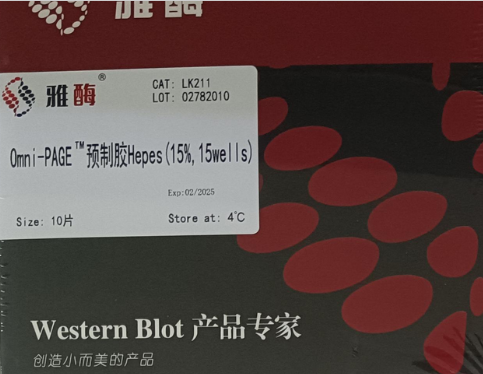 雅酶
雅酶®
CAT: LK211
LOT: 02782010
Omni-PAGE™预制胶Hepes(15%,15wells)
Exp:02/2025
Size: 10片
Store at: 4℃
Western Blot 产品专家
创造小而美的产品